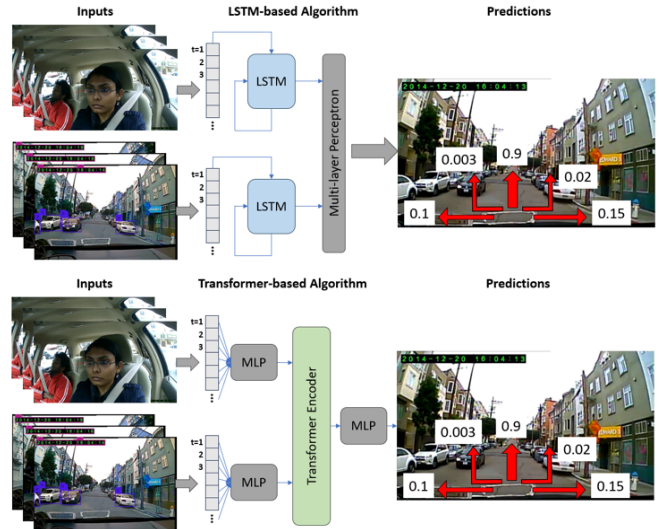 Inputs
LSTM-based Algorithm
Predictions
t=1
2
3
...
LSTM
t=1
2
3
...
LSTM
Multi-layer Perceptron
2014-12-20 16:04:13
0.003
0.9
0.02
0.1
0.15
Inputs
Transformer-based Algorithm
Predictions
t=1
2
3
...
MLP
t=1
2
3
...
MLP
Transformer Encoder
MLP
2014-12-20 16:04:13
0.003
0.9
0.02
0.1
0.15